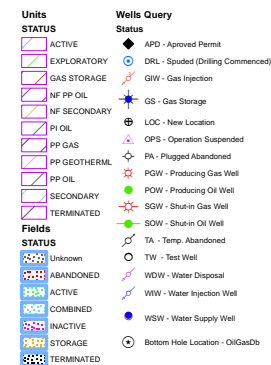 Units
STATUS
ACTIVE
EXPLORATORY
GAS STORAGE
NF PP OIL
NF SECONDARY
PI OIL
PP GAS
PP GEOTHERML
PP OIL
SECONDARY
TERMINATED
Fields
STATUS
Unknown
ABANDONED
ACTIVE
COMBINED
INACTIVE
STORAGE
TERMINATED
Wells Query
Status
APD - Aproved Permit
DRL - Spuded (Drilling Commenced)
GIW - Gas Injection
GS - Gas Storage
LOC - New Location
OPS - Operation Suspended
PA - Plugged Abandoned
PGW - Producing Gas Well
POW - Producing Oil Well
SGW - Shut-in Gas Well
SOW - Shut-in Oil Well
TA - Temp. Abandoned
TW - Test Well
WDW - Water Disposal
WIW - Water Injection Well
WSW - Water Supply Well
Bottom Hole Location - OilGasDb